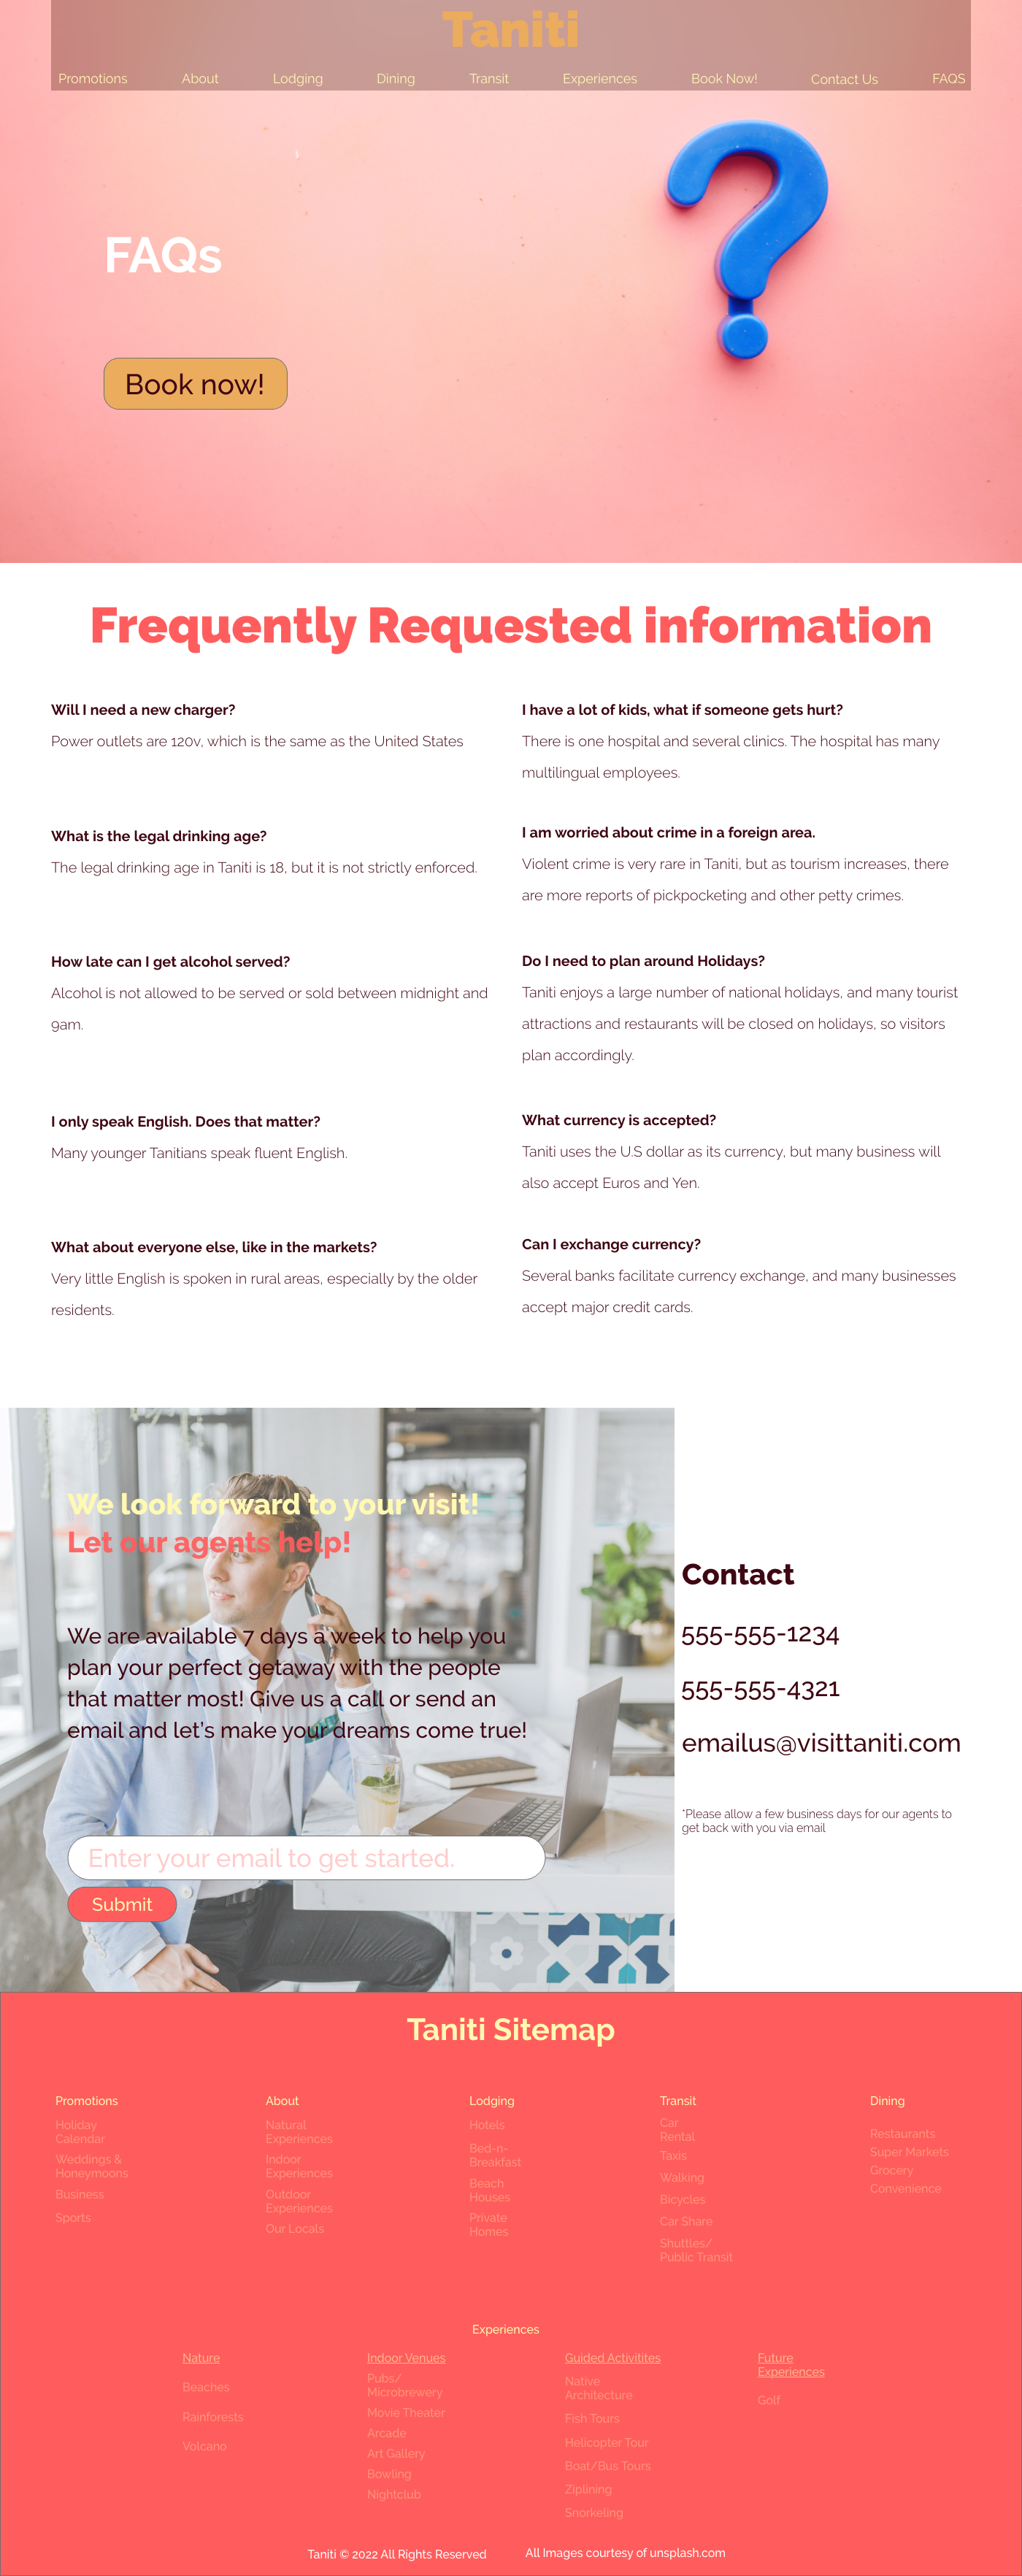 Taniti
Promotions About Lodging Dining Transit Experiences Book Now! Contact Us FAQS
FAQs
Book now!
Frequently Requested information
Will I need a new charger?
Power outlets are 120v, which is the same as the United States
What is the legal drinking age?
The legal drinking age in Taniti is 18, but it is not strictly enforced.
How late can I get alcohol served?
Alcohol is not allowed to be served or sold between midnight and
9am.
I only speak English. Does that matter?
Many younger Tanitians speak fluent English.
What about everyone else, like in the markets?
Very little English is spoken in rural areas, especially by the older
residents.
I have a lot of kids, what if someone gets hurt?
There is one hospital and several clinics. The hospital has many
multilingual employees.
I am worried about crime in a foreign area.
Violent crime is very rare in Taniti, but as tourism increases, there
are more reports of pickpocketing and other petty crimes.
Do I need to plan around Holidays?
Taniti enjoys a large number of national holidays, and many tourist
attractions and restaurants will be closed on holidays, so visitors
plan accordingly.
What currency is accepted?
Taniti uses the U.S dollar as its currency, but many business will
also accept Euros and Yen.
Can I exchange currency?
Several banks facilitate currency exchange, and many businesses
accept major credit cards.
We look forward to your visit!
Let our agents help!
We are available 7 days a week to help you
plan your perfect getaway with the people
that matter most! Give us a call or send an
email and let’s make your dreams come true!
Enter your email to get started.
Submit
Contact
555-555-1234
555-555-4321
emailus@visittaniti.com
*Please allow a few business days for our agents to
get back with you via email
Taniti Sitemap
Promotions
Holiday
Calendar
Weddings &
Honeymoons
Business
Sports
About
Natural
Experiences
Indoor
Experiences
Outdoor
Experiences
Our Locals
Lodging
Hotels
Bed-n-
Breakfast
Beach
Houses
Private
Homes
Transit
Car
Rental
Taxis
Walking
Bicycles
Car Share
Shuttles/
Public Transit
Dining
Restaurants
Super Markets
Grocery
Convenience
Experiences
Nature
Beaches
Rainforests
Volcano
Indoor Venues
Pubs/
Microbrewery
Movie Theater
Arcade
Art Gallery
Bowling
Nightclub
Guided Activitites
Native
Architecture
Fish Tours
Helicopter Tour
Boat/Bus Tours
Ziplining
Snorkeling
Future
Experiences
Golf
Taniti © 2022 All Rights Reserved
All Images courtesy of unsplash.com